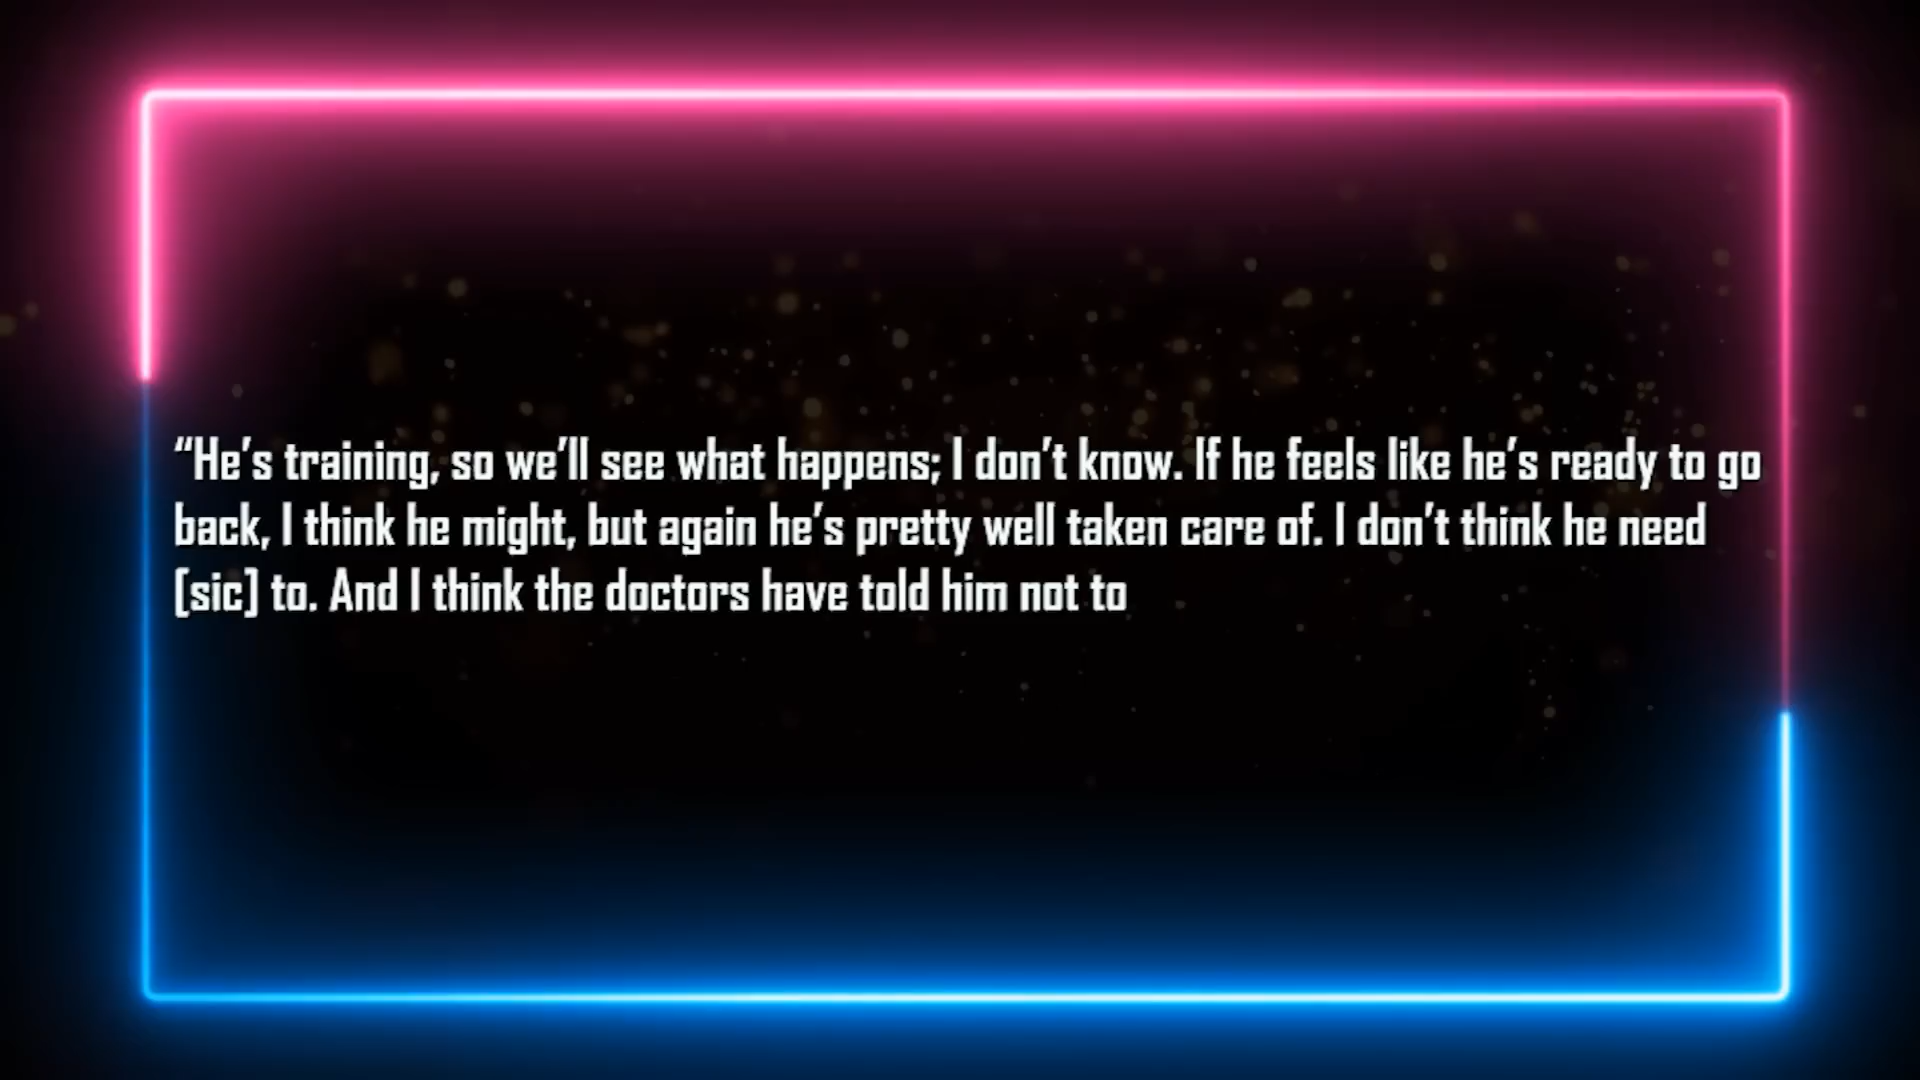 “He’s training, so we’ll see what happens; I don’t know. If he feels like he’s ready to go
back, I think he might, but again he’s pretty well taken care of. I don’t think he need
[sic] to. And I think the doctors have told him not to